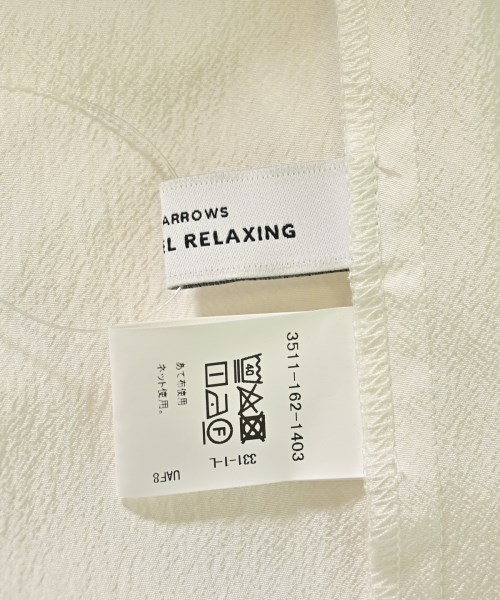 ARROWS
EL RELAXING
3511-162-1403
40
F
331-1-L
あて布使用
ネット使用。
UAF8